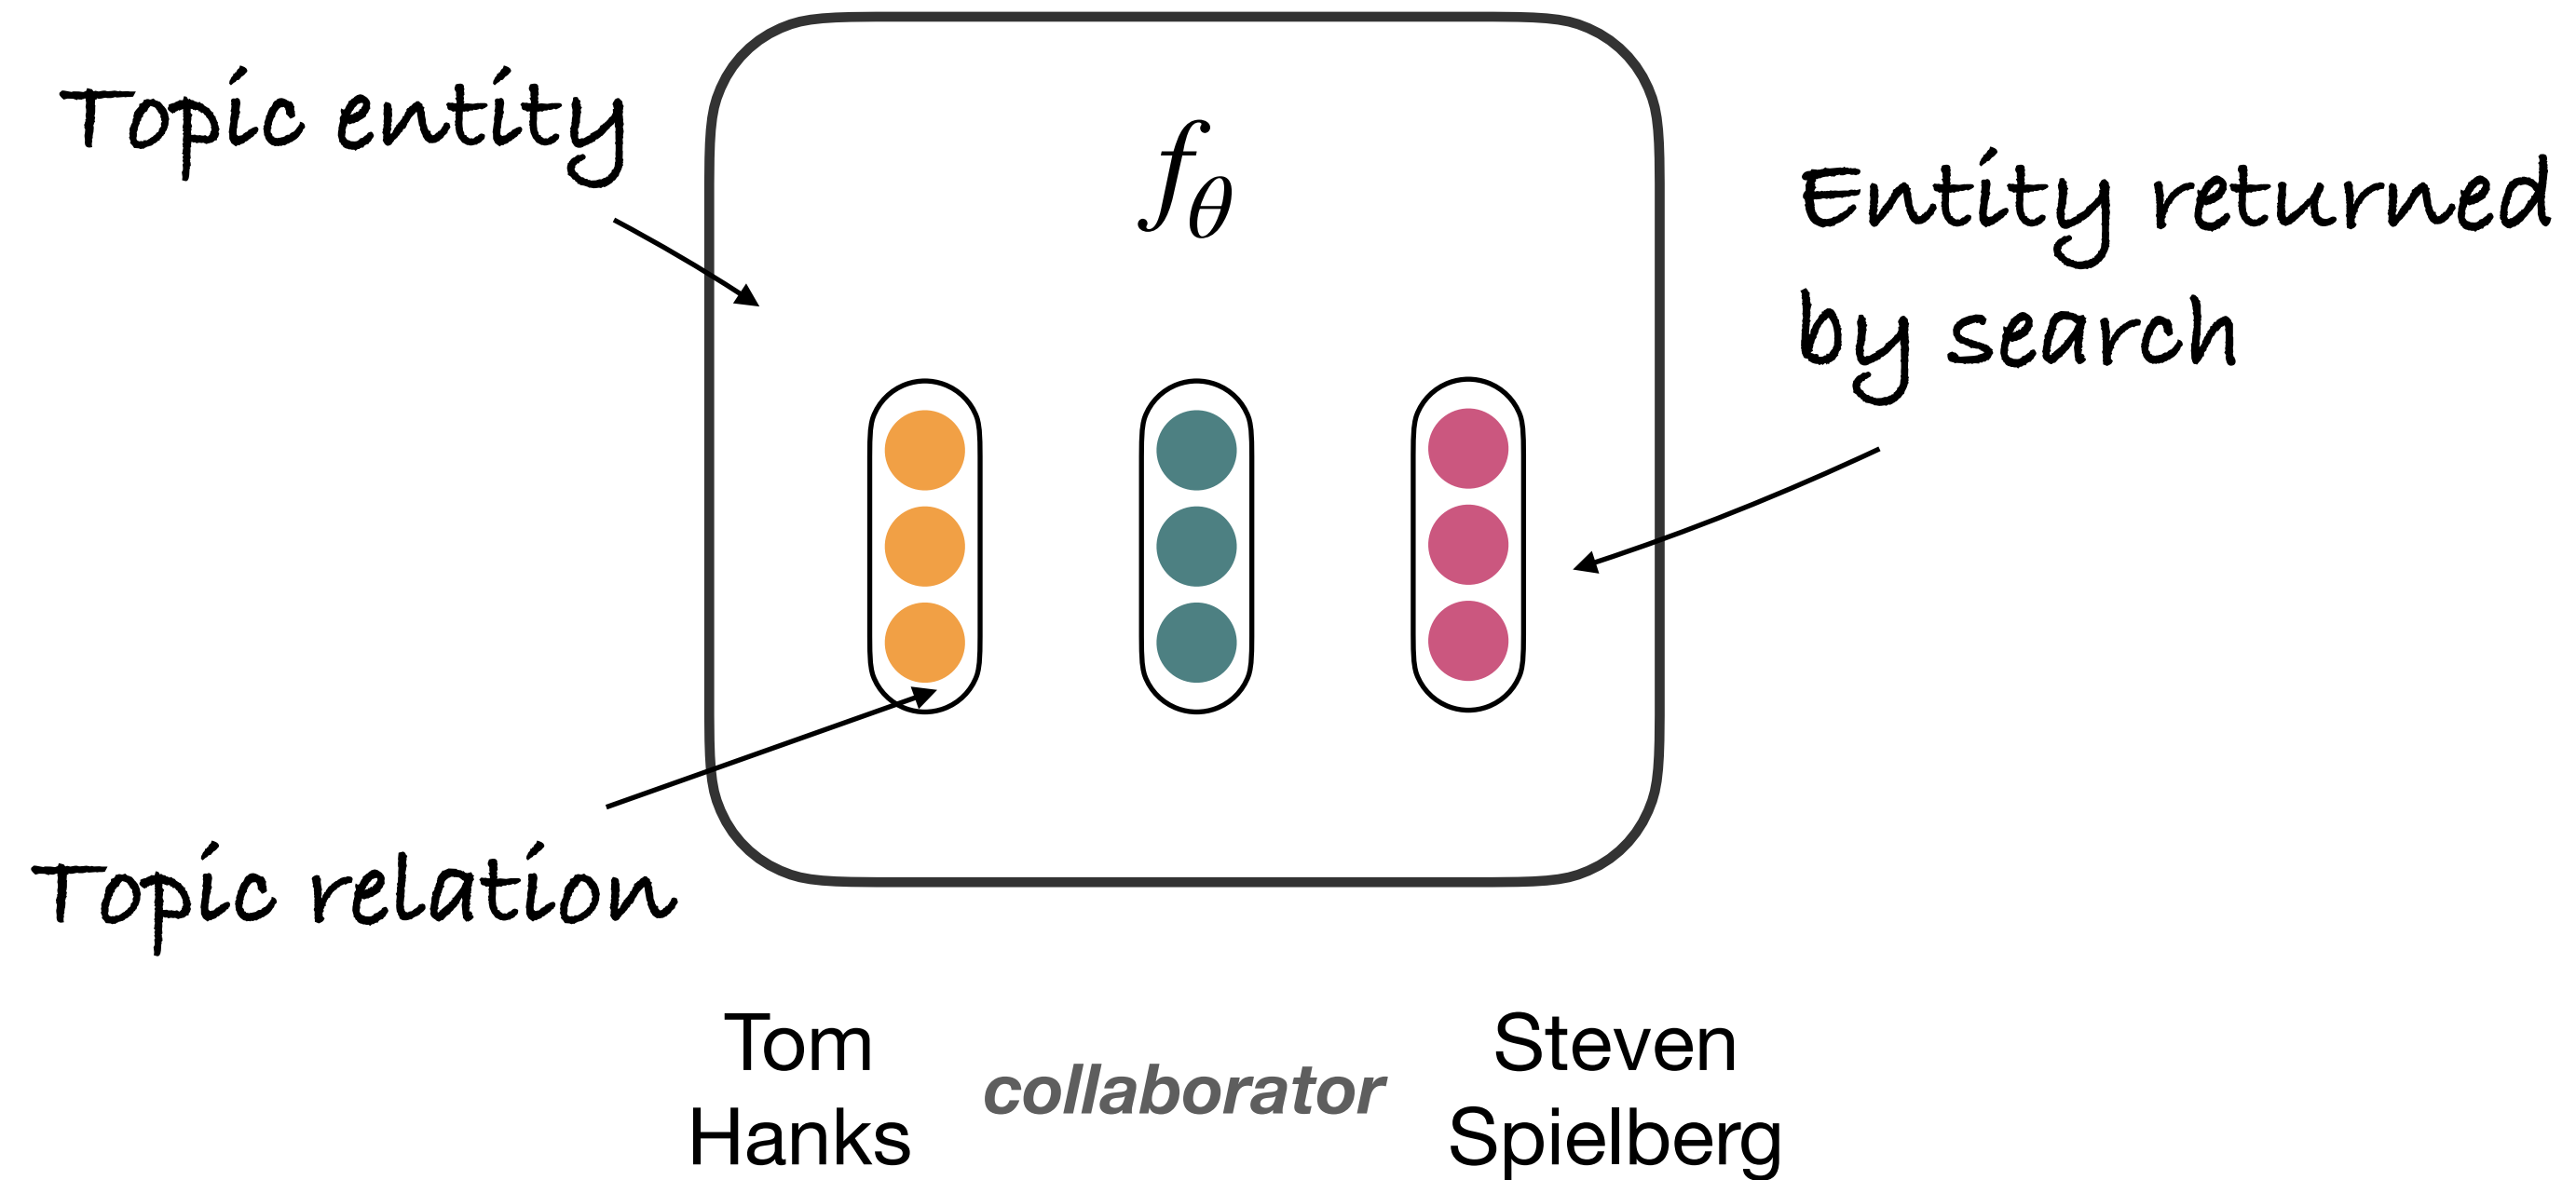 Topic entity
fθ
Entity returned
by search
Topic relation
Tom
Hanks
collaborator
Steven
Spielberg